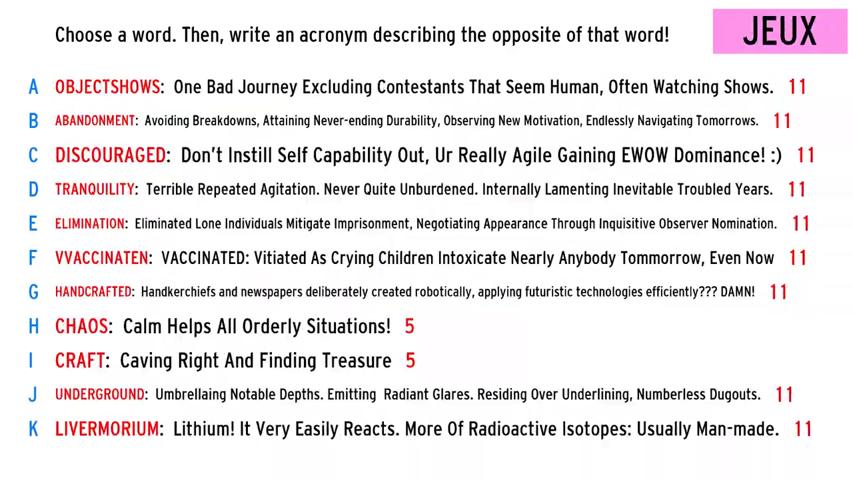 Choose a word. Then, write an acronym describing the opposite of that word!
JEUX
A OBJECTSHOWS: One Bad Journey Excluding Contestants That Seem Human, Often Watching Shows. 11
B ABANDONMENT: Avoiding Breakdowns, Attaining Never-ending Durability, Observing New Motivation, Endlessly Navigating Tomorrows. 11
C DISCOURAGED: Don't Instill Self Capability Out, Ur Really Agile Gaining EWOW Dominance! :) 11
D TRANQUILITY: Terrible Repeated Agitation. Never Quite Unburdened. Internally Lamenting Inevitable Troubled Years. 11
E ELIMINATION: Eliminated Lone Individuals Mitigate Imprisonment, Negotiating Appearance Through Inquisitive Observer Nomination. 11
F VVACCINATEN: VACCINATED: Vitiated As Crying Children Intoxicate Nearly Anybody Tommorrow, Even Now 11
G HANDCRAFTED: Handkerchiefs and newspapers deliberately created robotically, applying futuristic technologies efficiently??? DAMN! 11
H CHAOS: Calm Helps All Orderly Situations! 5
I CRAFT: Caving Right And Finding Treasure 5
J UNDERGROUND: Umbrellaing Notable Depths. Emitting Radiant Glares. Residing Over Underlining, Numberless Dugouts. 11
K LIVERMORIUM: Lithium! It Very Easily Reacts. More Of Radioactive Isotopes: Usually Man-made. 11